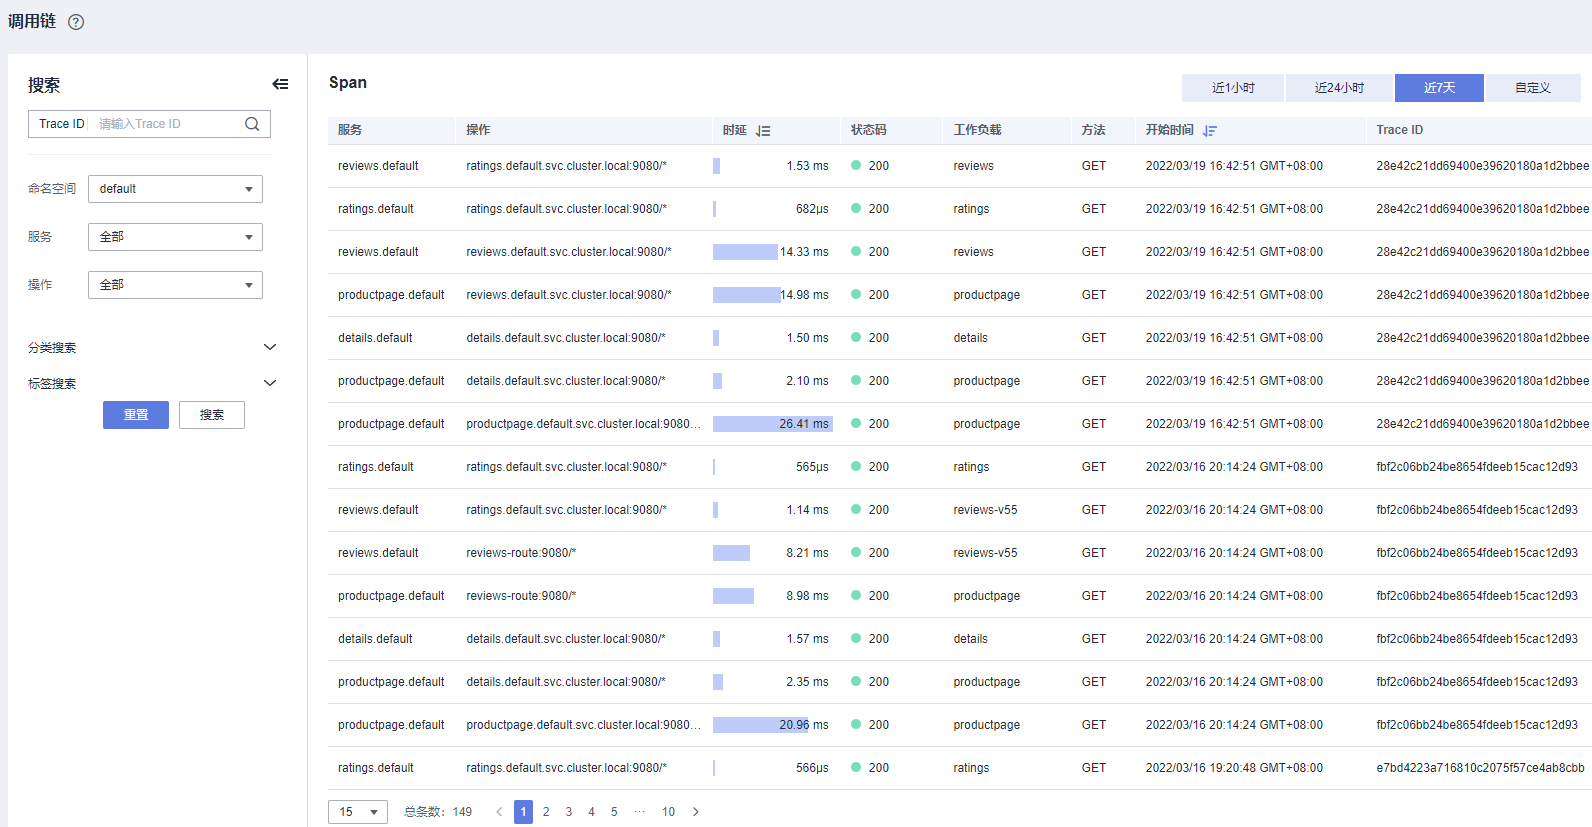 调用链 ?
搜索
Trace ID 请输入Trace ID
命名空间 default
服务 全部
操作 全部
分类搜索
标签搜索
重置 搜索
Span
近1小时 近24小时 近7天 自定义
服务 操作 时延 状态码 工作负载 方法 开始时间 Trace ID
reviews.default ratings.default.svc.cluster.local:9080/* 1.53 ms 200 reviews GET 2022/03/19 16:42:51 GMT+08:00 28e42c21dd69400e39620180a1d2bbee
ratings.default ratings.default.svc.cluster.local:9080/* 682μs 200 ratings GET 2022/03/19 16:42:51 GMT+08:00 28e42c21dd69400e39620180a1d2bbee
reviews.default reviews.default.svc.cluster.local:9080/* 14.33 ms 200 reviews GET 2022/03/19 16:42:51 GMT+08:00 28e42c21dd69400e39620180a1d2bbee
productpage.default reviews.default.svc.cluster.local:9080/* 14.98 ms 200 productpage GET 2022/03/19 16:42:51 GMT+08:00 28e42c21dd69400e39620180a1d2bbee
details.default details.default.svc.cluster.local:9080/* 1.50 ms 200 details GET 2022/03/19 16:42:51 GMT+08:00 28e42c21dd69400e39620180a1d2bbee
productpage.default details.default.svc.cluster.local:9080/* 2.10 ms 200 productpage GET 2022/03/19 16:42:51 GMT+08:00 28e42c21dd69400e39620180a1d2bbee
productpage.default productpage.default.svc.cluster.local:9080... 26.41 ms 200 productpage GET 2022/03/19 16:42:51 GMT+08:00 28e42c21dd69400e39620180a1d2bbee
ratings.default ratings.default.svc.cluster.local:9080/* 565μs 200 ratings GET 2022/03/16 20:14:24 GMT+08:00 fbf2c06bb24be8654fdeeb15cac12d93
reviews.default ratings.default.svc.cluster.local:9080/* 1.14 ms 200 reviews-v55 GET 2022/03/16 20:14:24 GMT+08:00 fbf2c06bb24be8654fdeeb15cac12d93
reviews.default reviews-route:9080/* 8.21 ms 200 reviews-v55 GET 2022/03/16 20:14:24 GMT+08:00 fbf2c06bb24be8654fdeeb15cac12d93
productpage.default reviews-route:9080/* 8.98 ms 200 productpage GET 2022/03/16 20:14:24 GMT+08:00 fbf2c06bb24be8654fdeeb15cac12d93
details.default details.default.svc.cluster.local:9080/* 1.57 ms 200 details GET 2022/03/16 20:14:24 GMT+08:00 fbf2c06bb24be8654fdeeb15cac12d93
productpage.default details.default.svc.cluster.local:9080/* 2.35 ms 200 productpage GET 2022/03/16 20:14:24 GMT+08:00 fbf2c06bb24be8654fdeeb15cac12d93
productpage.default productpage.default.svc.cluster.local:9080... 20.96 ms 200 productpage GET 2022/03/16 20:14:24 GMT+08:00 fbf2c06bb24be8654fdeeb15cac12d93
ratings.default ratings.default.svc.cluster.local:9080/* 566μs 200 ratings GET 2022/03/16 19:20:48 GMT+08:00 e7bd4223a716810c2075f57ce4ab8cbb
15 总条数：149 < 1 2 3 4 5 ... 10 >